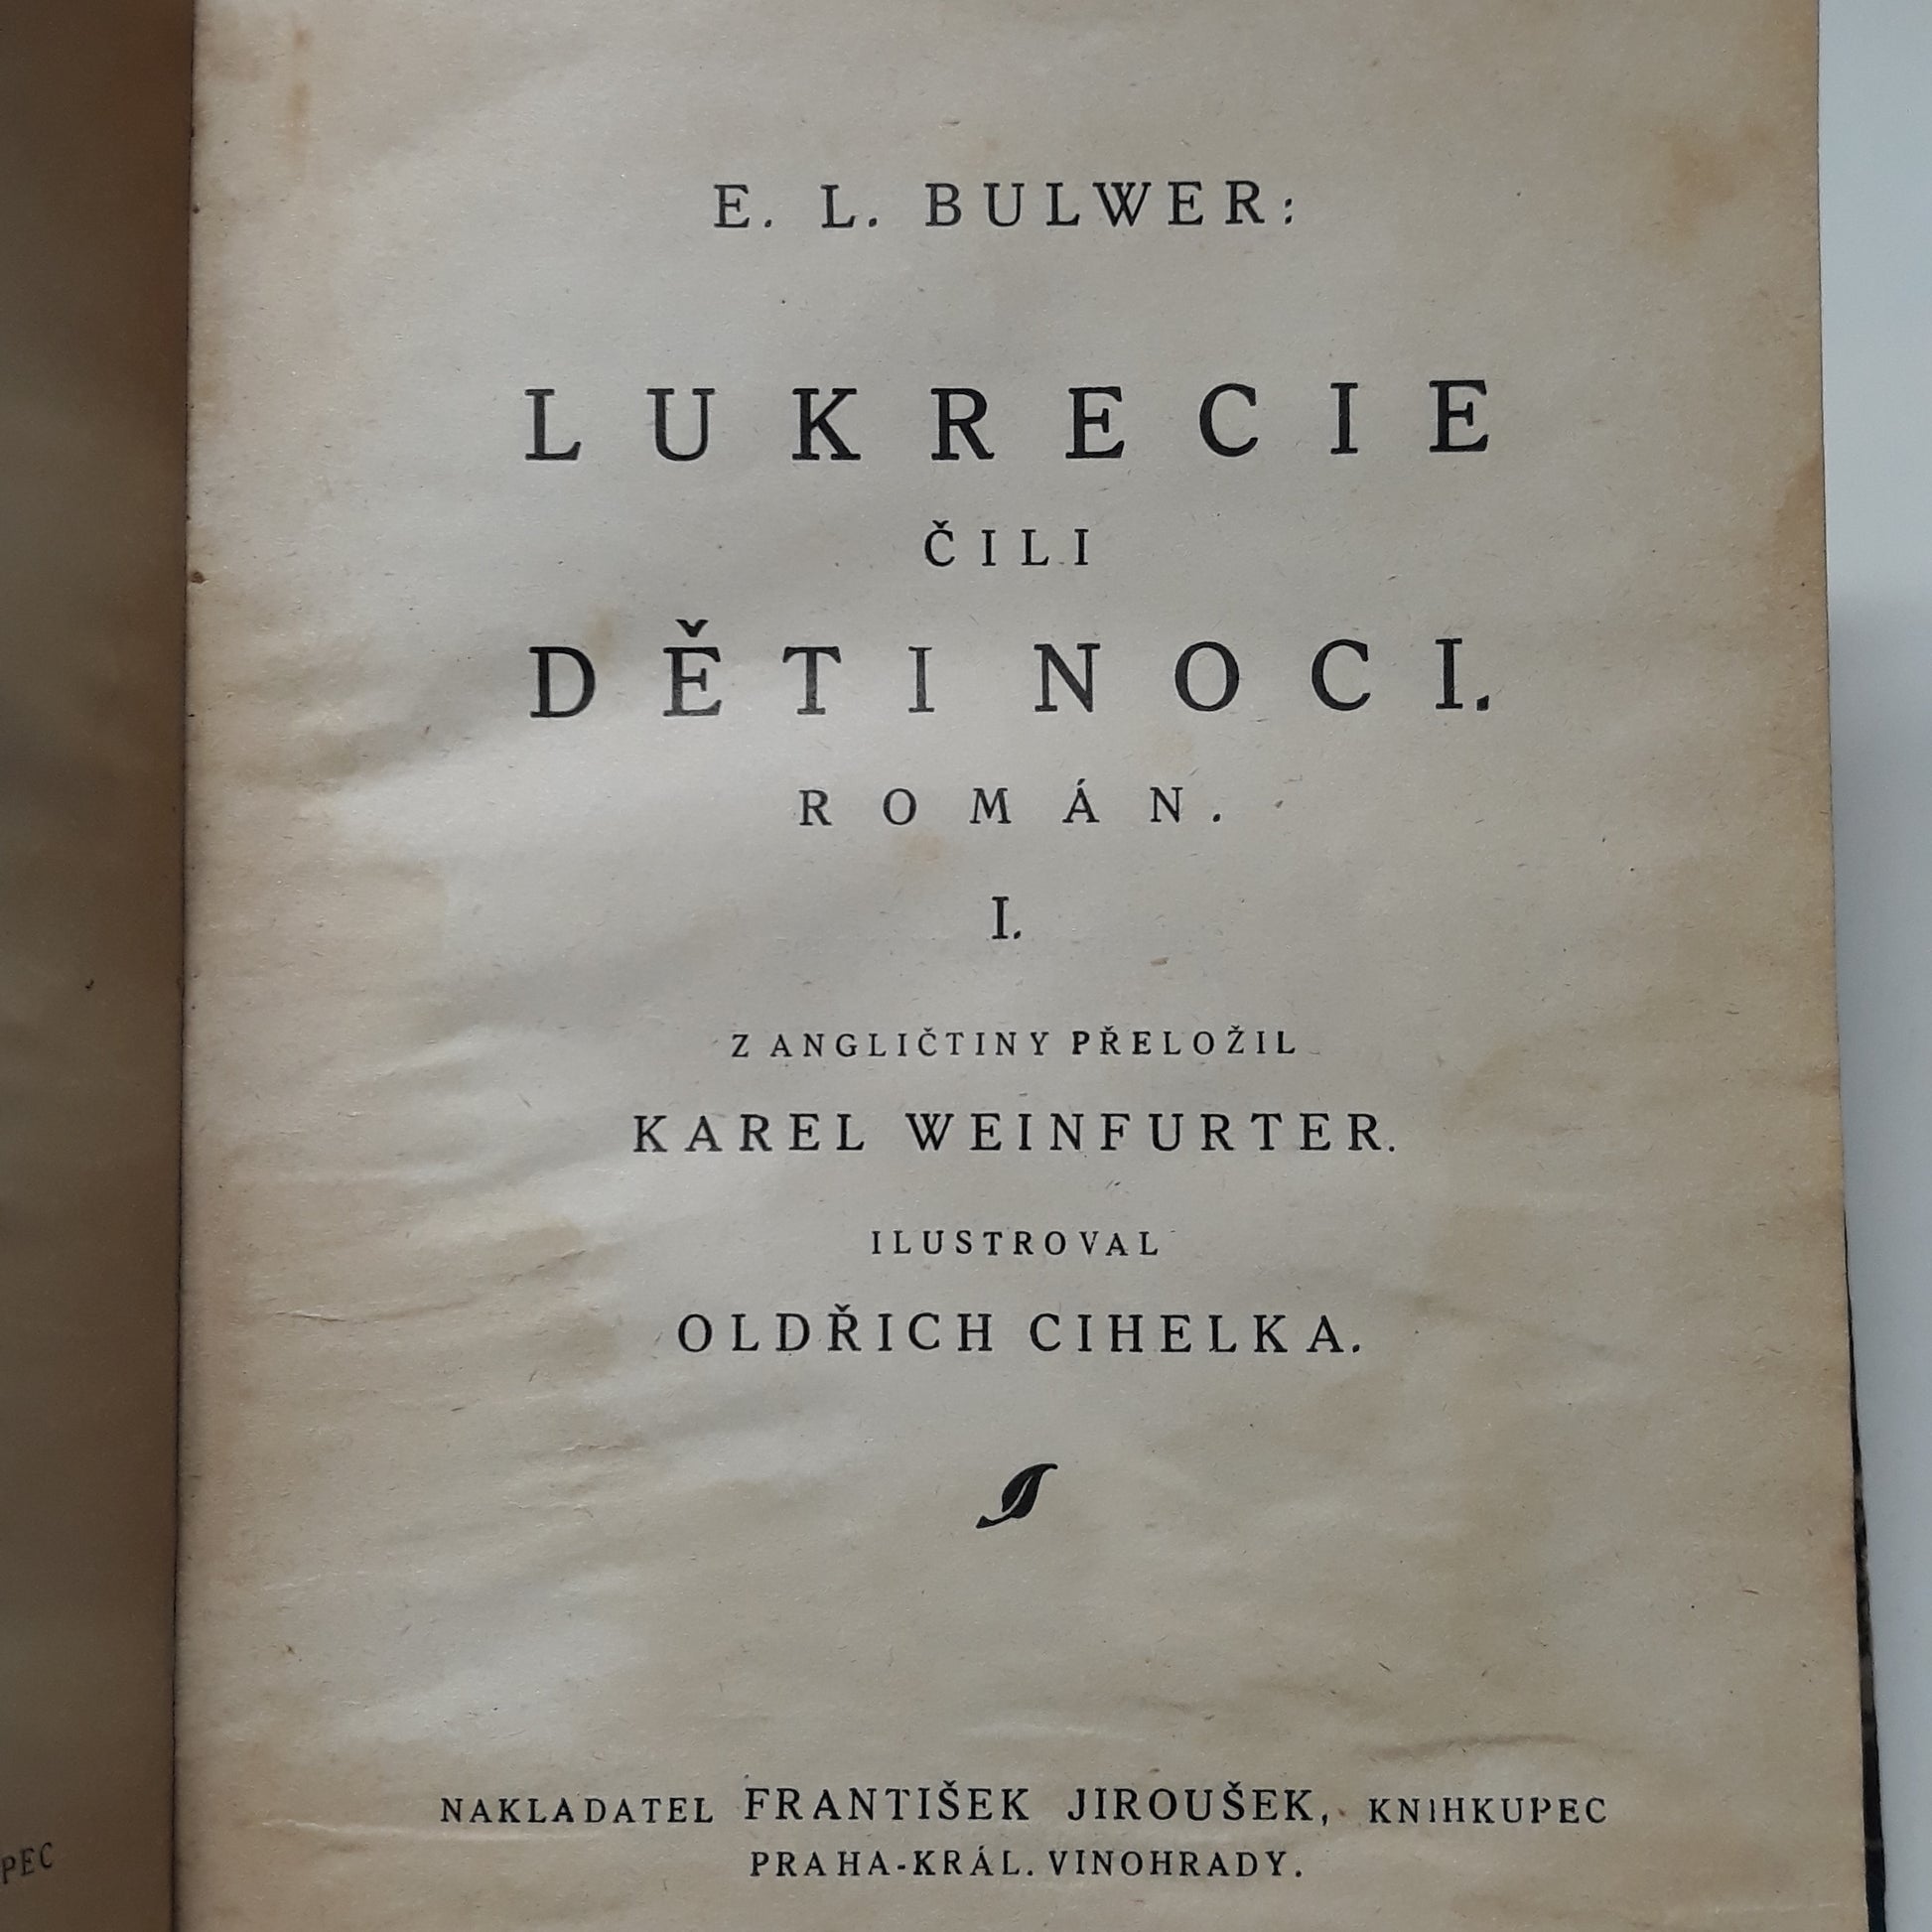 E. L. BULWER:
LUKRECIE
ČILI
DĚTI NOCI.
ROMÁN.
I.
Z ANGLIČTINY PŘELOŽIL
KAREL WEINFURTER.
ILUSTROVAL
OLDŘICH CIHELKA.
NAKLADATEL FRANTIŠEK JIROUŠEK, KNIHKUPEC
PRAHA-KRÁL. VINOHRADY.
PEC